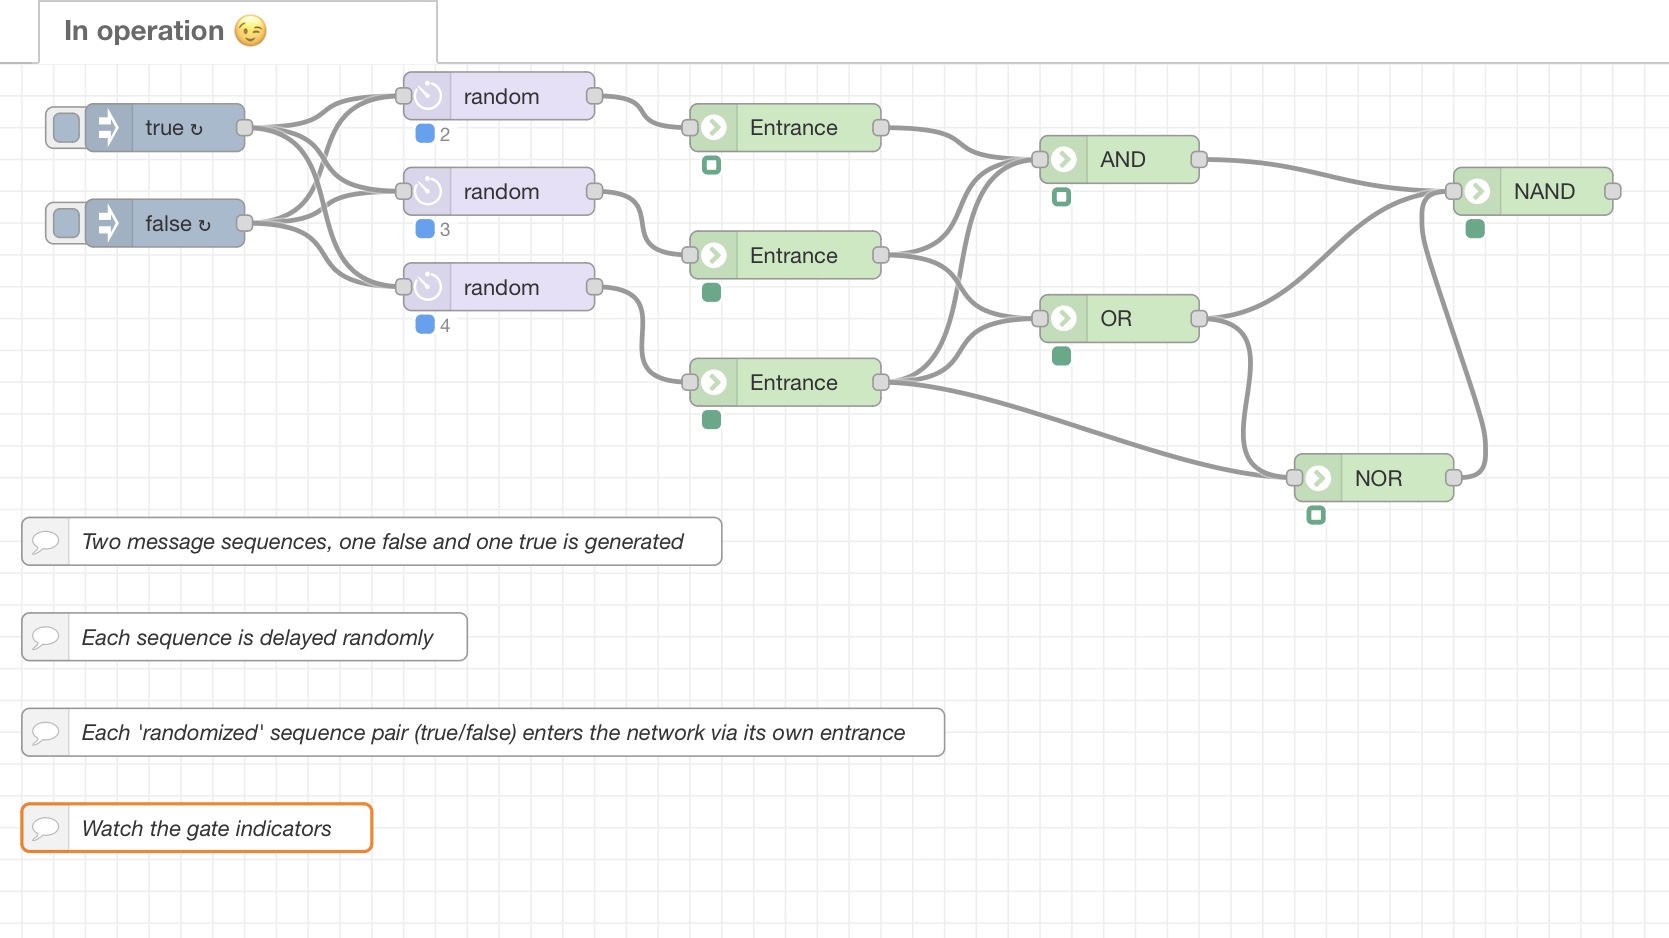 In operation 😉
true ↻
false ↻
random
2
random
3
random
4
Entrance
Entrance
Entrance
AND
OR
NAND
NOR
Two message sequences, one false and one true is generated
Each sequence is delayed randomly
Each 'randomized' sequence pair (true/false) enters the network via its own entrance
Watch the gate indicators